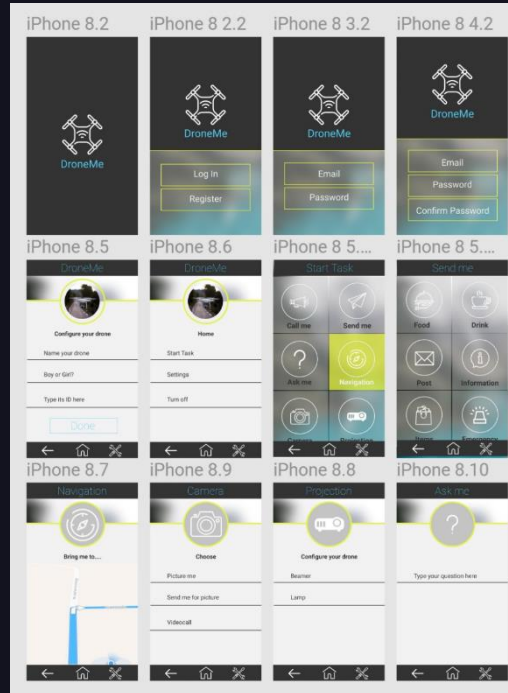 iPhone 8.2
iPhone 8 2.2
iPhone 8 3.2
iPhone 8 4.2
DroneMe
DroneMe
Log In
Register
DroneMe
Email
Password
DroneMe
Email
Password
Confirm Password
iPhone 8.5
iPhone 8.6
iPhone 8 5....
iPhone 8 5....
DroneMe
Configure your drone
Name your drone
Boy or Girl?
Type its ID here
Done
DroneMe
Home
Start Task
Settings
Turn off
Start Task
Call me
Send me
Ask me
Navigation
Camera
Projection
Send me
Food
Drink
Post
Information
Items
Emergence
iPhone 8.7
iPhone 8.9
iPhone 8.8
iPhone 8.10
Navigation
Bring me to....
Camera
Choose
Picture me
Send me for picture
Videocall
Projection
Configure your drone
Beamer
Lamp
Ask me
Type your question here